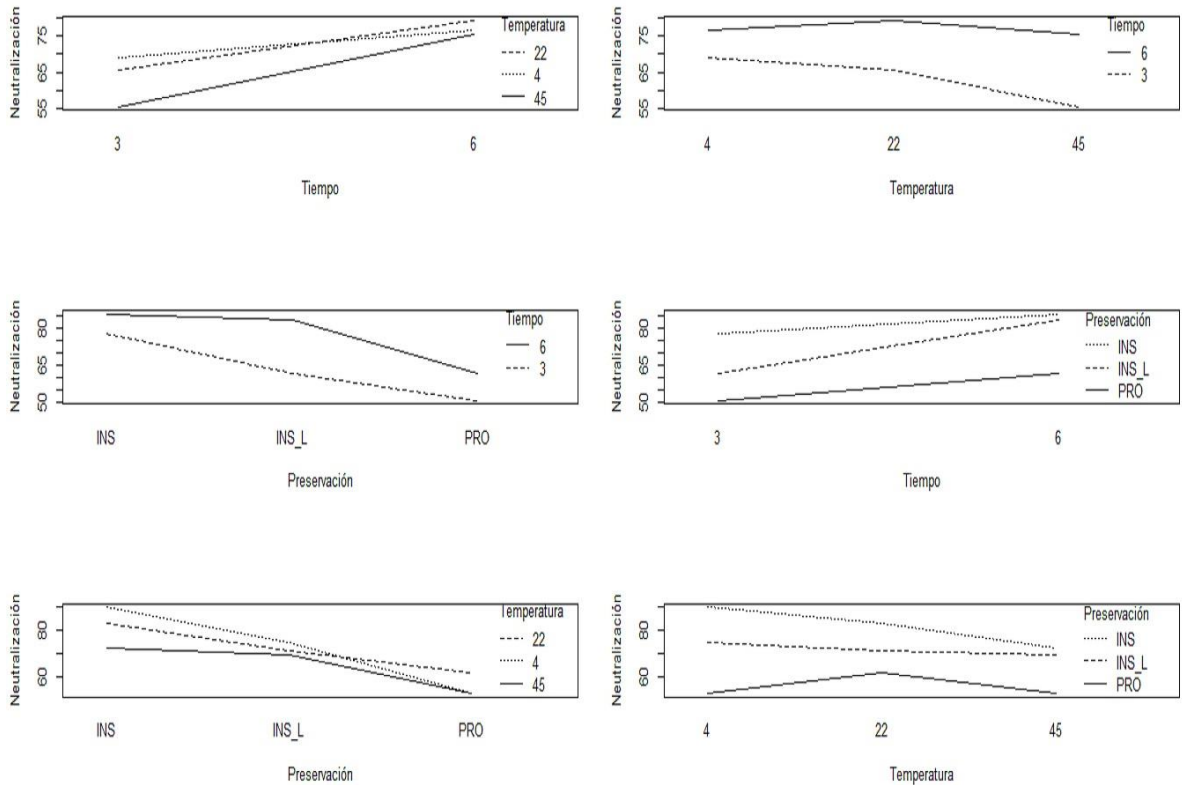 Neutralización
75
65
55
3
6
Tiempo
Temperatura
22
4
45
Neutralización
75
65
55
4
22
45
Temperatura
Tiempo
6
3
Neutralización
80
65
50
INS
INS_L
PRO
Preservación
Tiempo
6
3
Neutralización
80
65
50
3
6
Tiempo
Preservación
INS
INS_L
PRO
Neutralización
80
60
INS
INS_L
PRO
Preservación
Temperatura
22
4
45
Neutralización
80
60
4
22
45
Temperatura
Preservación
INS
INS_L
PRO